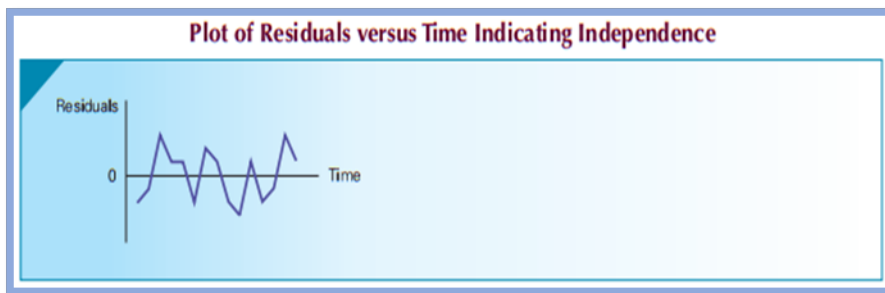 Plot of Residuals versus Time Indicating Independence
Residuals
0
Time